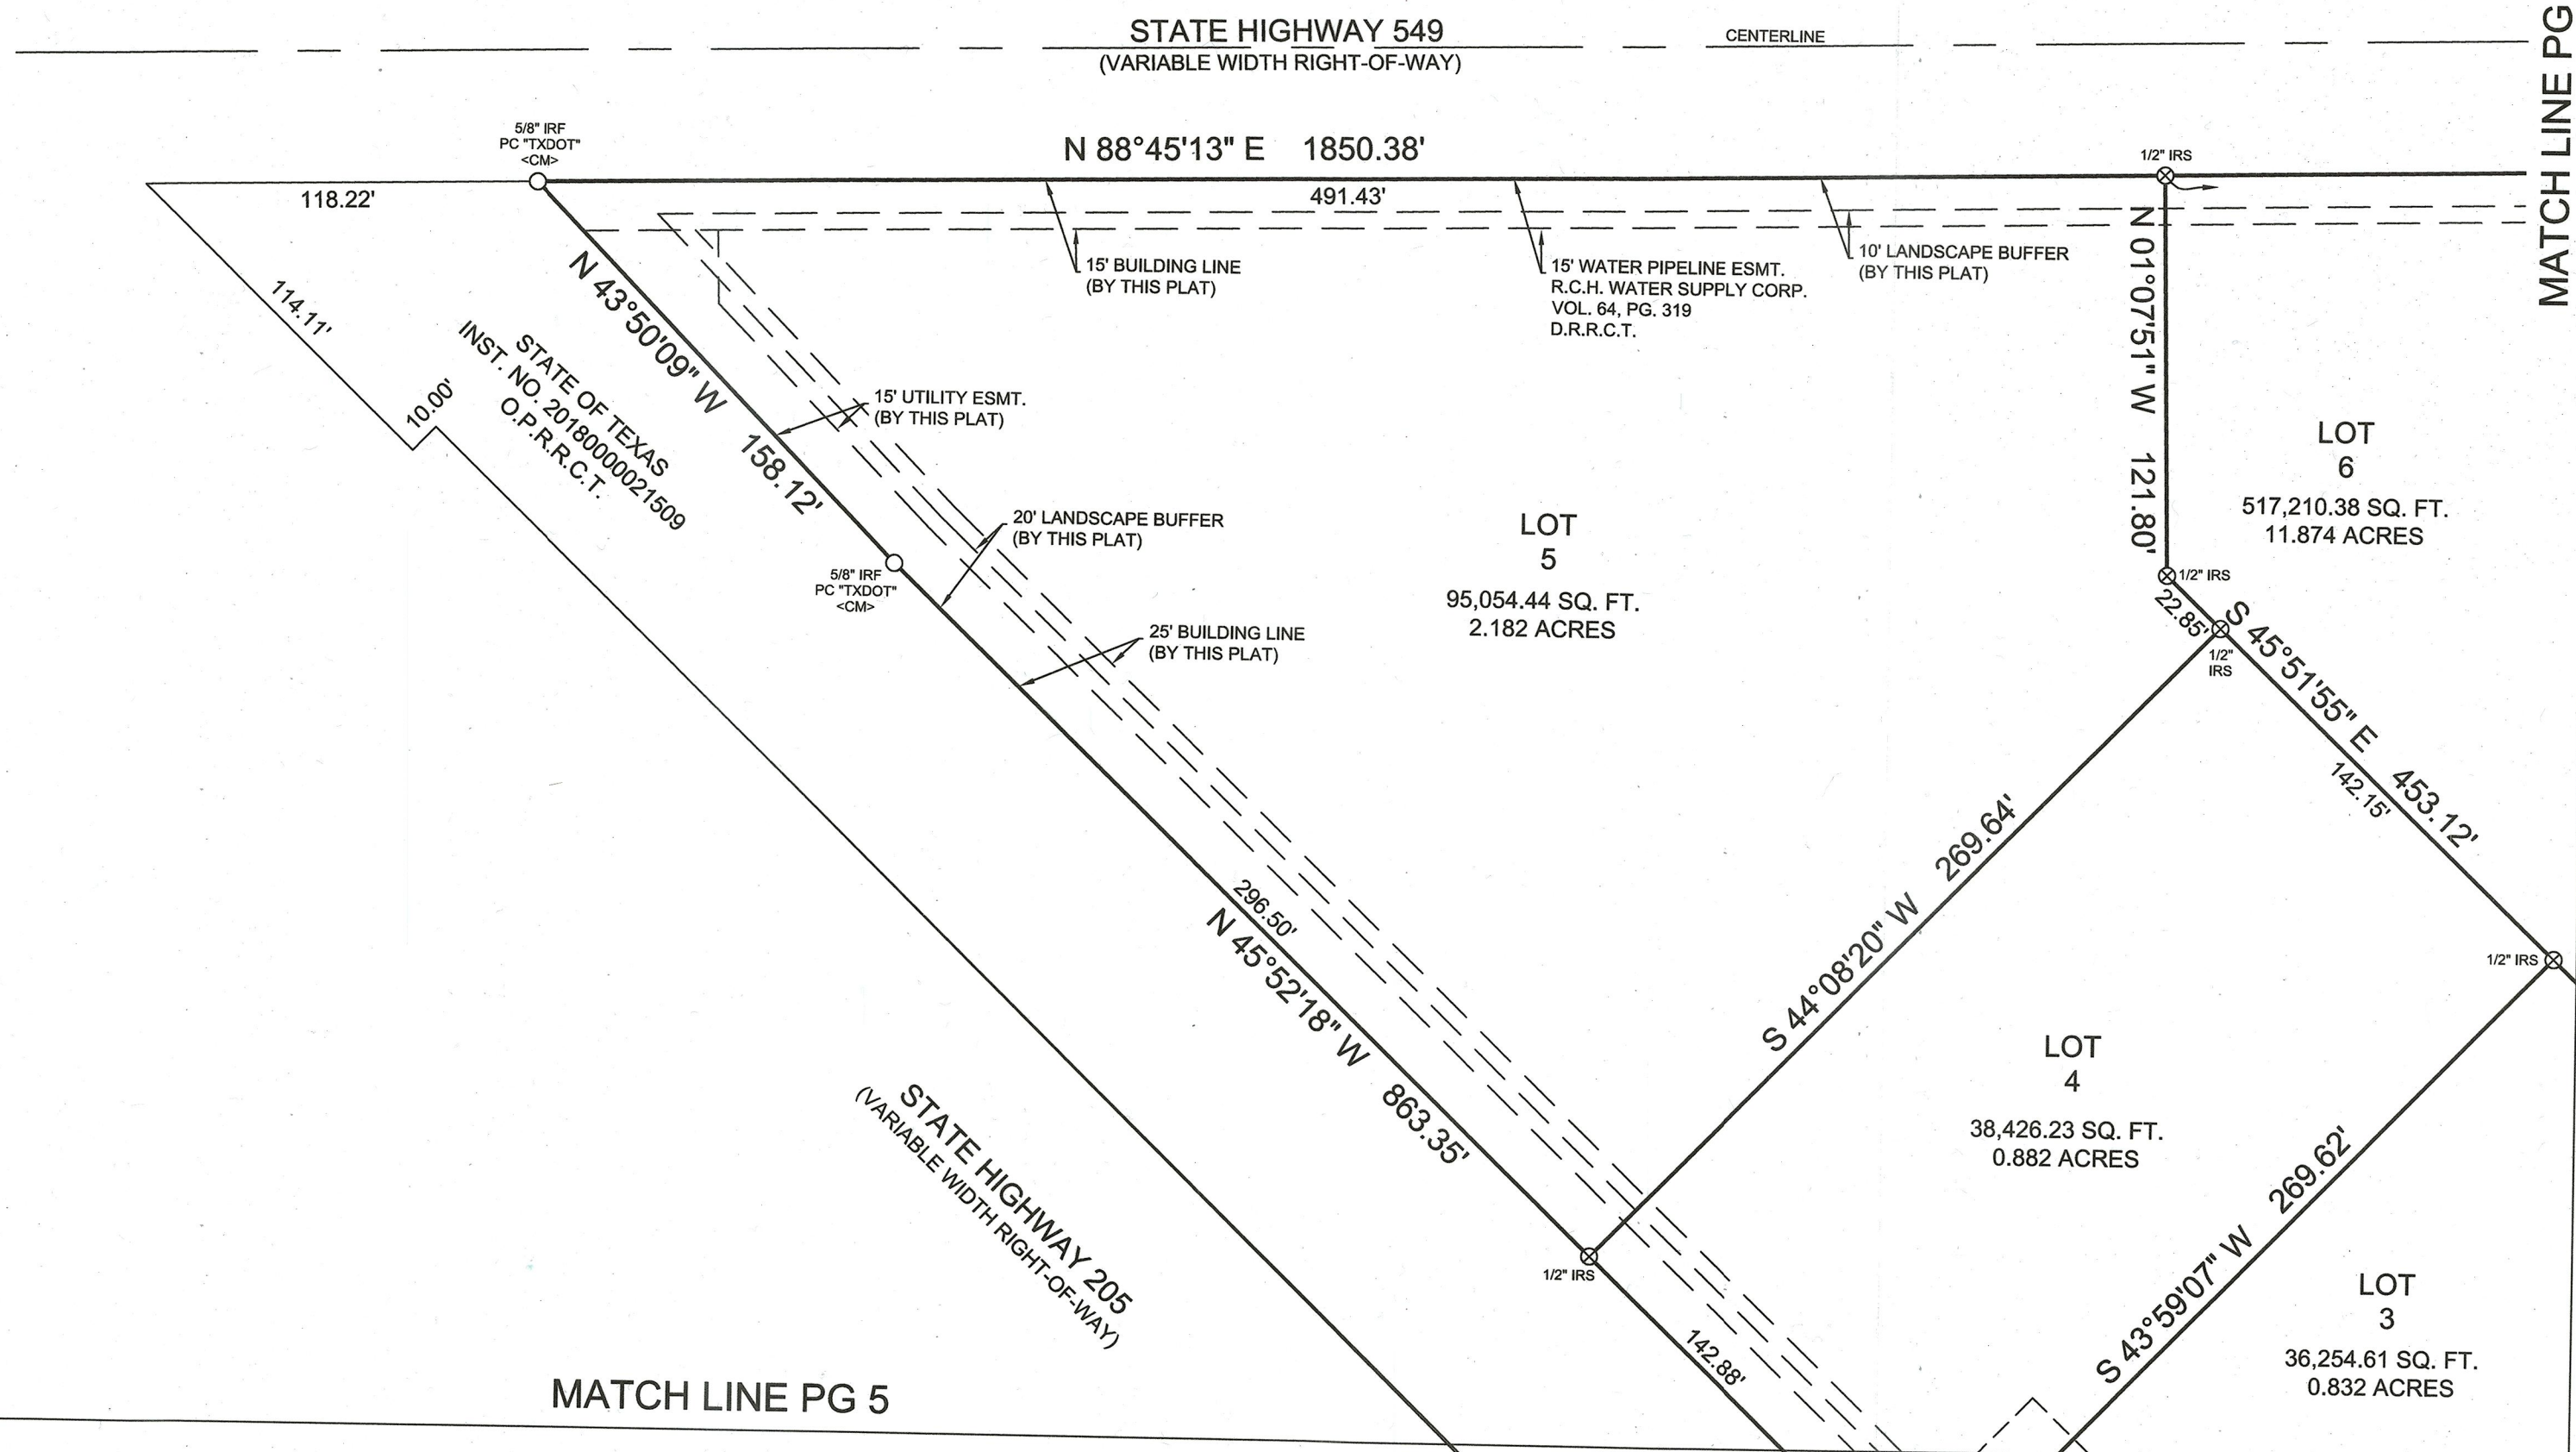 STATE HIGHWAY 549
(VARIABLE WIDTH RIGHT-OF-WAY)
CENTERLINE
MATCH LINE PG
5/8" IRF
PC "TXDOT"
<CM>
N 88°45'13" E 1850.38'
1/2" IRS
118.22'
491.43'
114.11'
10.00'
STATE OF TEXAS
INST. NO. 20180000021509
O.P.R.R.C.T.
N 43°50'09" W 158.12'
15' BUILDING LINE
(BY THIS PLAT)
15' WATER PIPELINE ESMT.
R.C.H. WATER SUPPLY CORP.
VOL. 64, PG. 319
D.R.R.C.T.
10' LANDSCAPE BUFFER
(BY THIS PLAT)
N 01°07'51" W 121.80'
15' UTILITY ESMT.
(BY THIS PLAT)
LOT
6
517,210.38 SQ. FT.
11.874 ACRES
20' LANDSCAPE BUFFER
(BY THIS PLAT)
LOT
5
95,054.44 SQ. FT.
2.182 ACRES
5/8" IRF
PC "TXDOT"
<CM>
1/2" IRS
22.85'
1/2"
IRS
S 45°51'55" E 453.12'
142.15'
25' BUILDING LINE
(BY THIS PLAT)
296.50'
N 45°52'18" W 863.35'
S 44°08'20" W 269.64'
1/2" IRS
LOT
4
38,426.23 SQ. FT.
0.882 ACRES
STATE HIGHWAY 205
(VARIABLE WIDTH RIGHT-OF-WAY)
1/2" IRS
142.88'
S 43°59'07" W 269.62'
LOT
3
36,254.61 SQ. FT.
0.832 ACRES
MATCH LINE PG 5